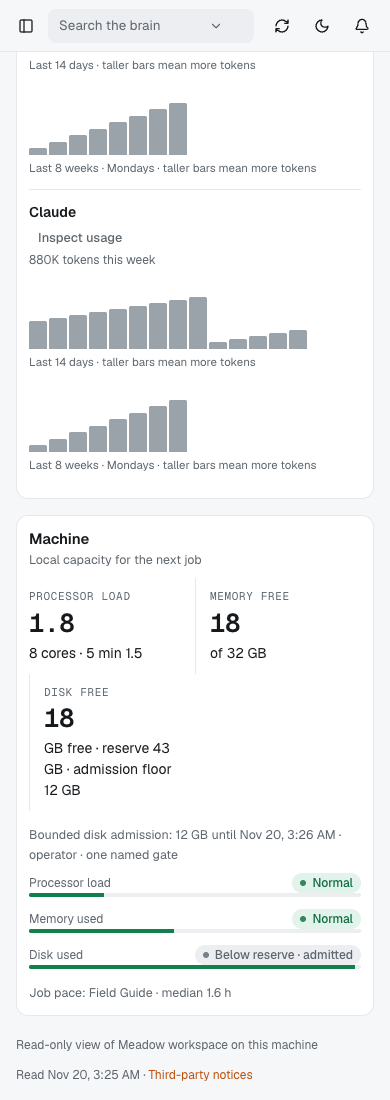 Search the brain
Last 14 days · taller bars mean more tokens
Last 8 weeks · Mondays · taller bars mean more tokens
Claude
Inspect usage
880K tokens this week
Last 14 days · taller bars mean more tokens
Last 8 weeks · Mondays · taller bars mean more tokens
Machine
Local capacity for the next job
PROCESSOR LOAD
1.8
8 cores · 5 min 1.5
MEMORY FREE
18
of 32 GB
DISK FREE
18
GB free · reserve 43
GB · admission floor
12 GB
Bounded disk admission: 12 GB until Nov 20, 3:26 AM ·
operator · one named gate
Processor load
Normal
Memory used
Normal
Disk used
Below reserve · admitted
Job pace: Field Guide · median 1.6 h
Read-only view of Meadow workspace on this machine
Read Nov 20, 3:25 AM · Third-party notices